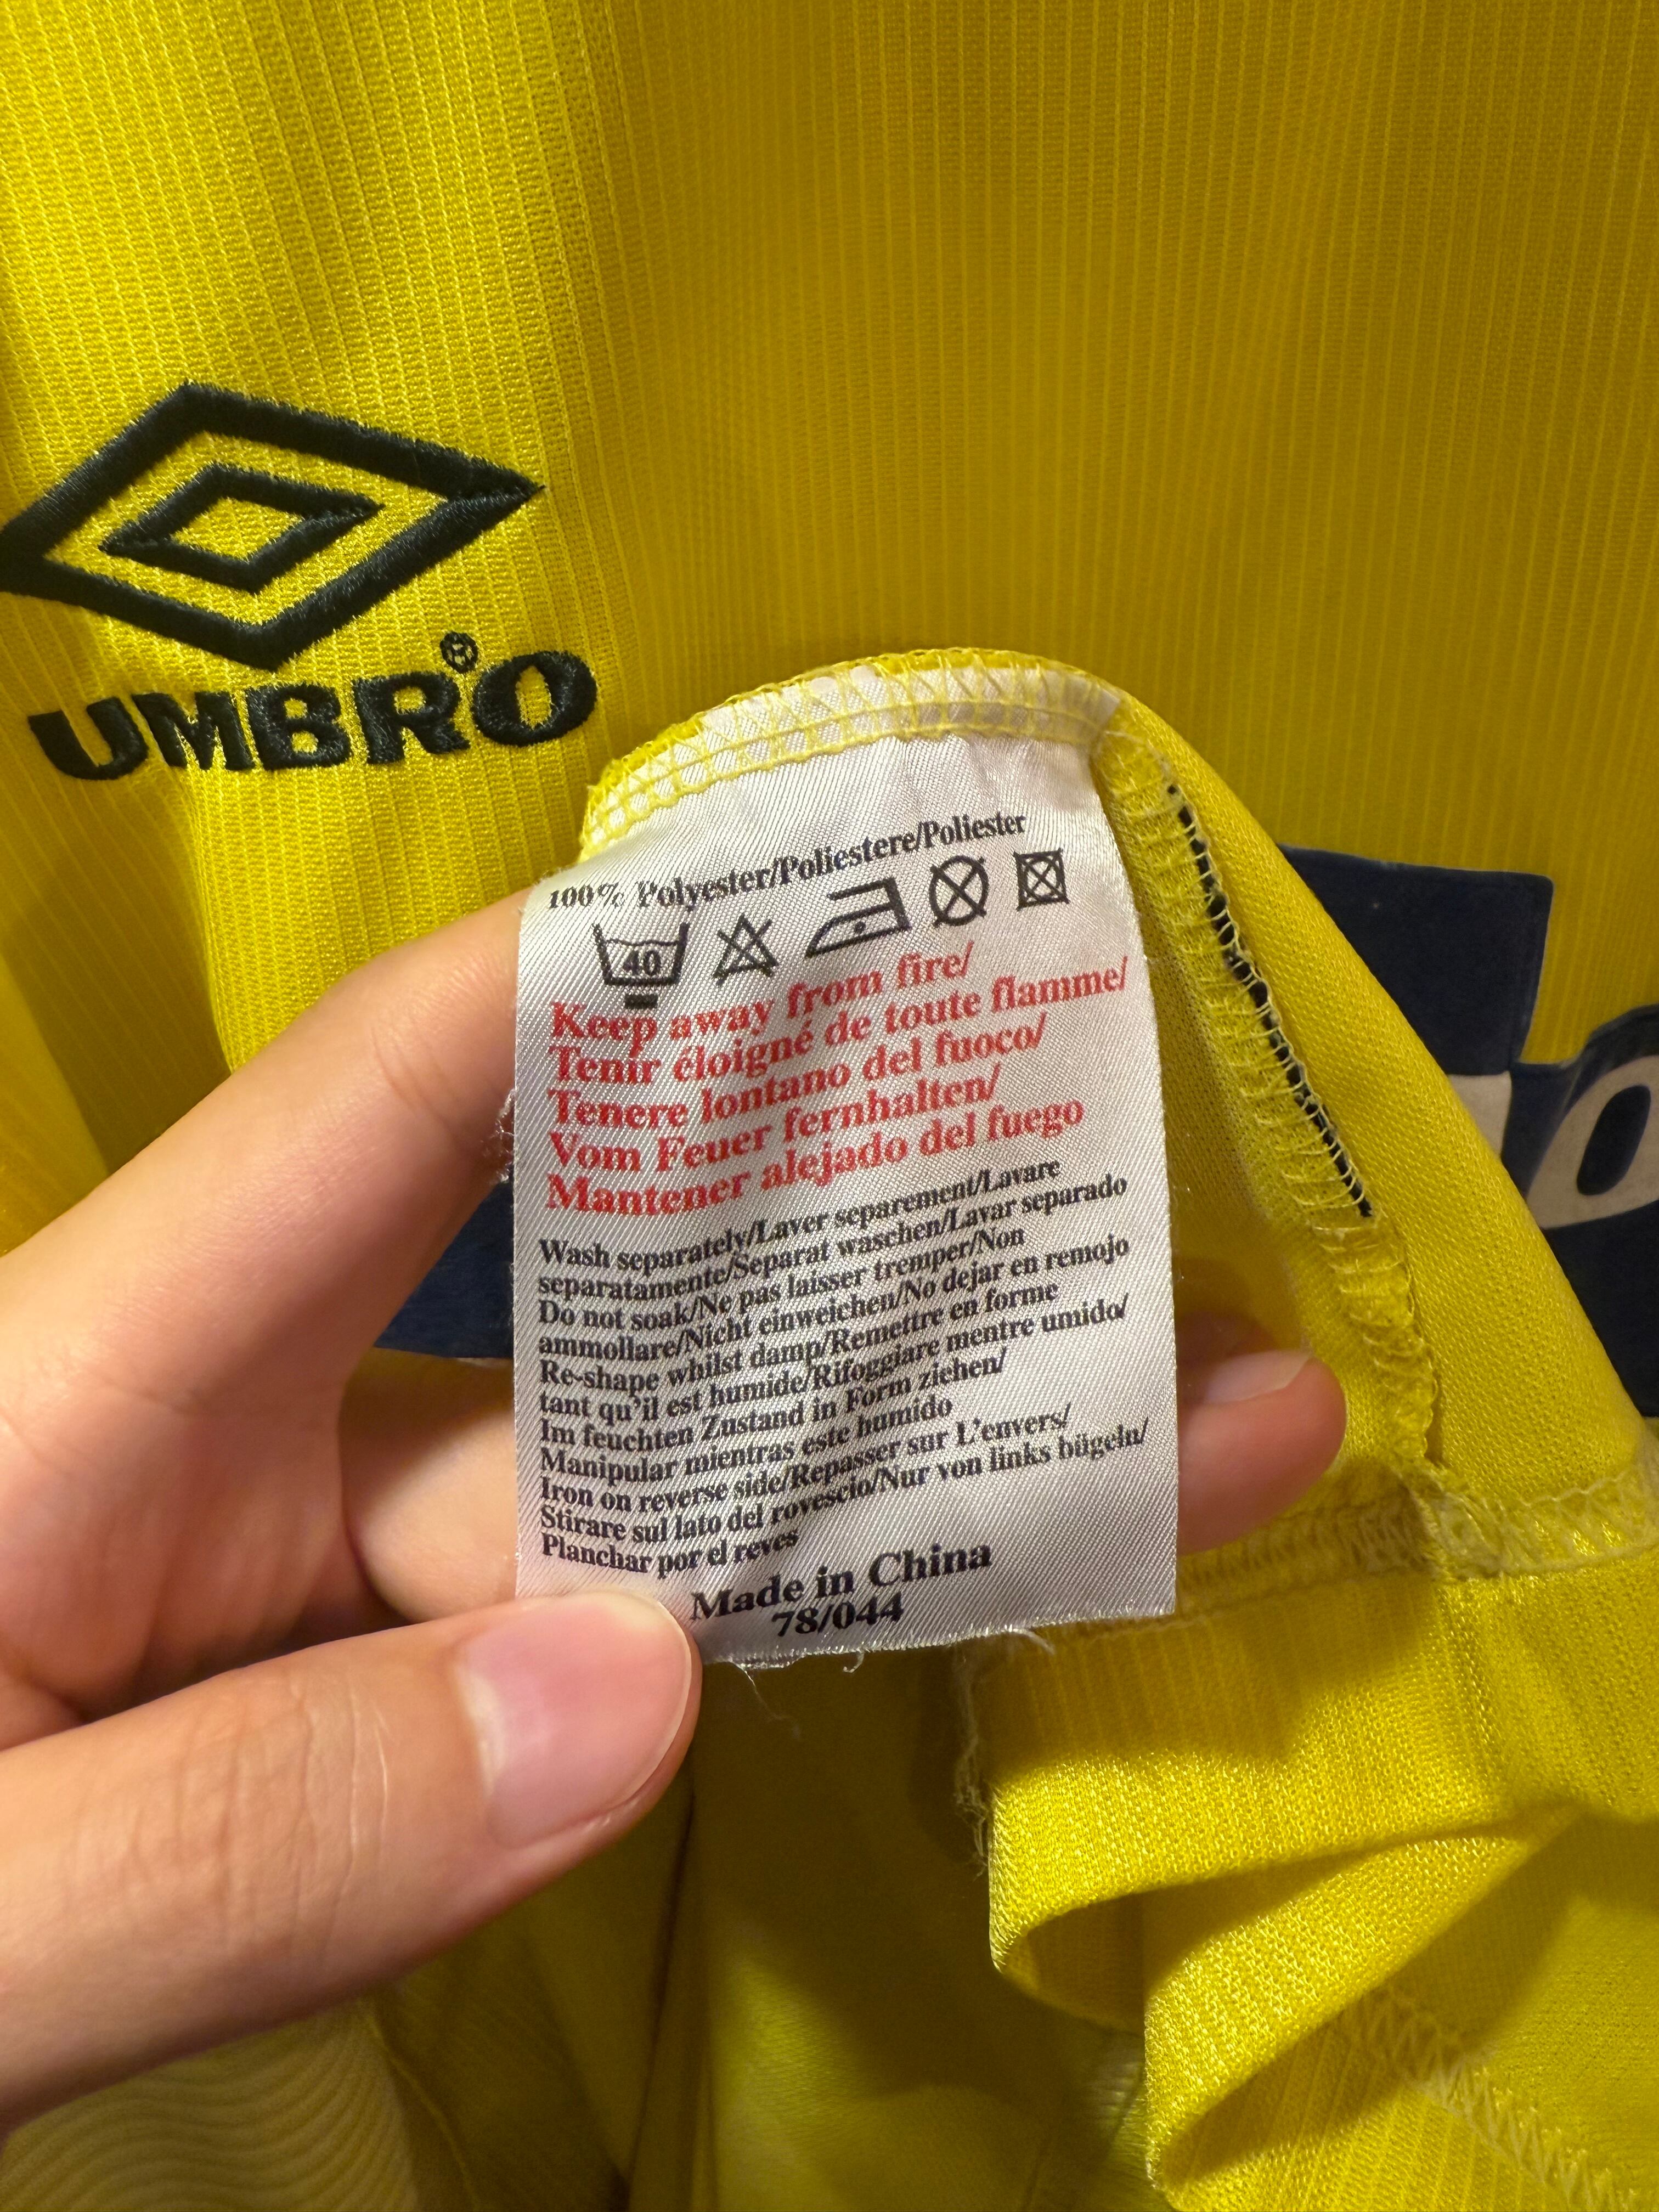 UMBRO®
100% Polyester/Poliestere/Poliester
40
Keep away from fire/
Tenir éloigné de toute flamme/
Tenere lontano del fuoco/
Vom Feuer fernhalten/
Mantener alejado del fuego
Wash separately/Laver separement/Lavare
separatamente/Separat waschen/Lavar separado
Do not soak/Ne pas laisser tremper/Non
ammollare/Nicht einweichen/No dejar en remojo
Re-shape whilst damp/Remettre en forme
tant qu'il est humide/Rifoggiare mentre umido/
Im feuchten Zustand in Form ziehen/
Manipular mientras este humido
Iron on reverse side/Repasser sur L'envers/
Stirare sul lato del rovescio/Nur von links bügeln/
Planchar por el reves
Made in China
78/044